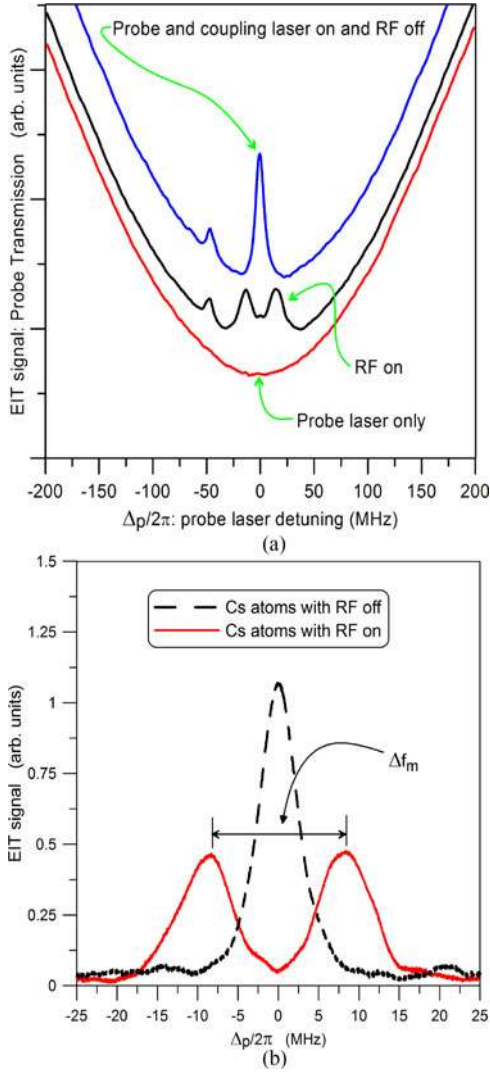 Probe and coupling laser on and RF off
RF on
Probe laser only
EIT signal: Probe Transmission (arb. units)
-200 -150 -100 -50 0 50 100 150 200
Δp/2π: probe laser detuning (MHz)
(a)
1.5
1.25
1
0.75
0.5
0.25
0
EIT signal (arb. units)
Cs atoms with RF off
Cs atoms with RF on
Δfm
-25 -20 -15 -10 -5 0 5 10 15 20 25
Δp/2π (MHz)
(b)